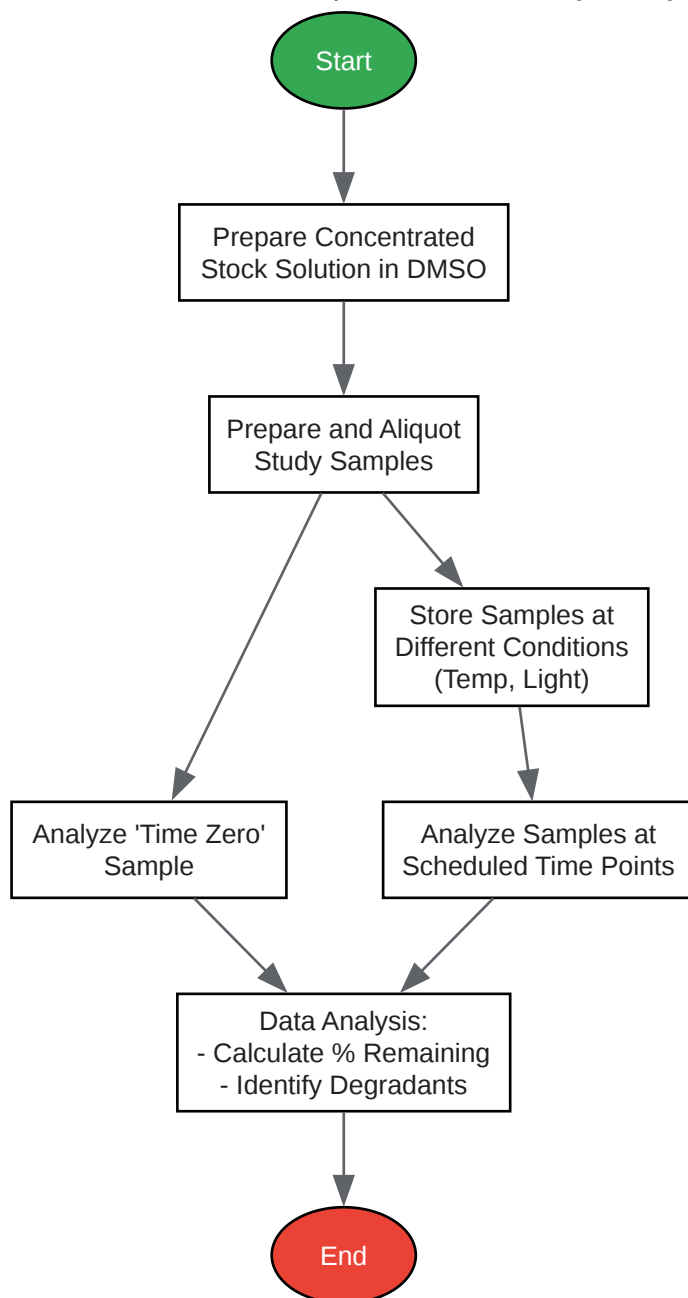 Start
Prepare Concentrated
Stock Solution in DMSO
Prepare and Aliquot
Study Samples
Store Samples at
Different Conditions
(Temp, Light)
Analyze 'Time Zero'
Sample
Analyze Samples at
Scheduled Time Points
Data Analysis:
- Calculate % Remaining
- Identify Degradants
End